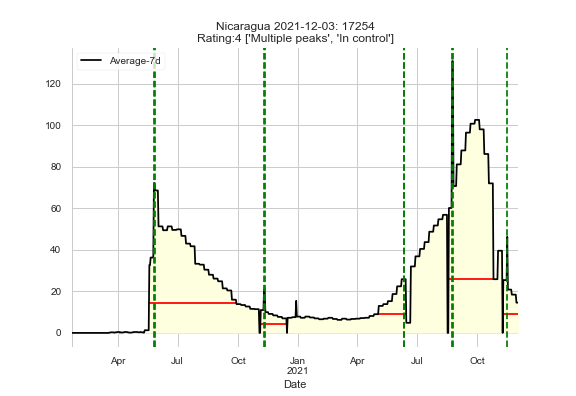 Nicaragua 2021-12-03: 17254
Rating:4 ['Multiple peaks', 'In control']
Average-7d
120
100
80
60
40
20
0
Apr Jul Oct Jan Apr Jul Oct
2021
Date